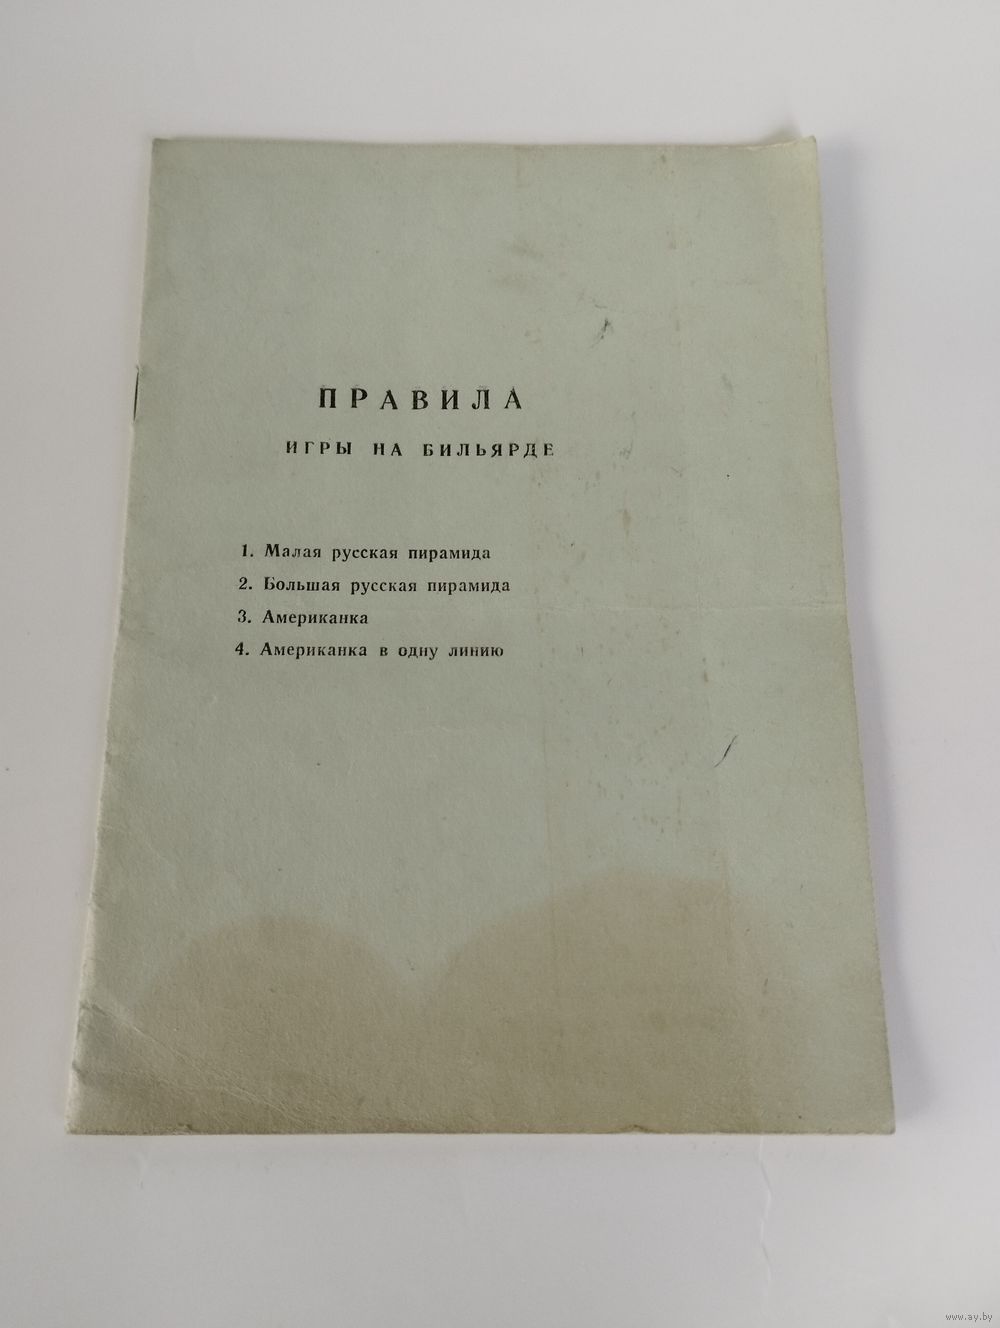 ПРАВИЛА
ИГРЫ НА БИЛЬЯРДЕ
1. Малая русская пирамида
2. Большая русская пирамида
3. Американка
4. Американка в одну линию
www.ay.by